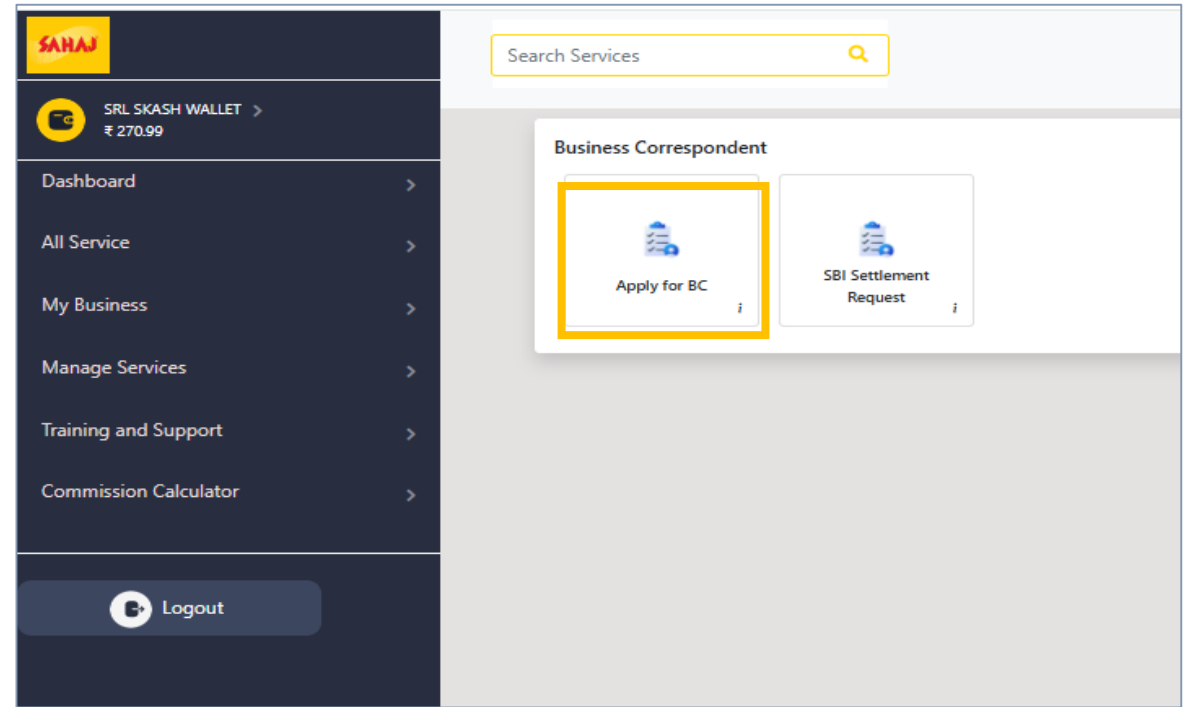 SAHAJ
SRL SKASH WALLET >
₹ 270.99
Dashboard >
All Service >
My Business >
Manage Services >
Training and Support >
Commission Calculator >
Logout
Search Services
Business Correspondent
Apply for BC
i
SBI Settlement
Request
i